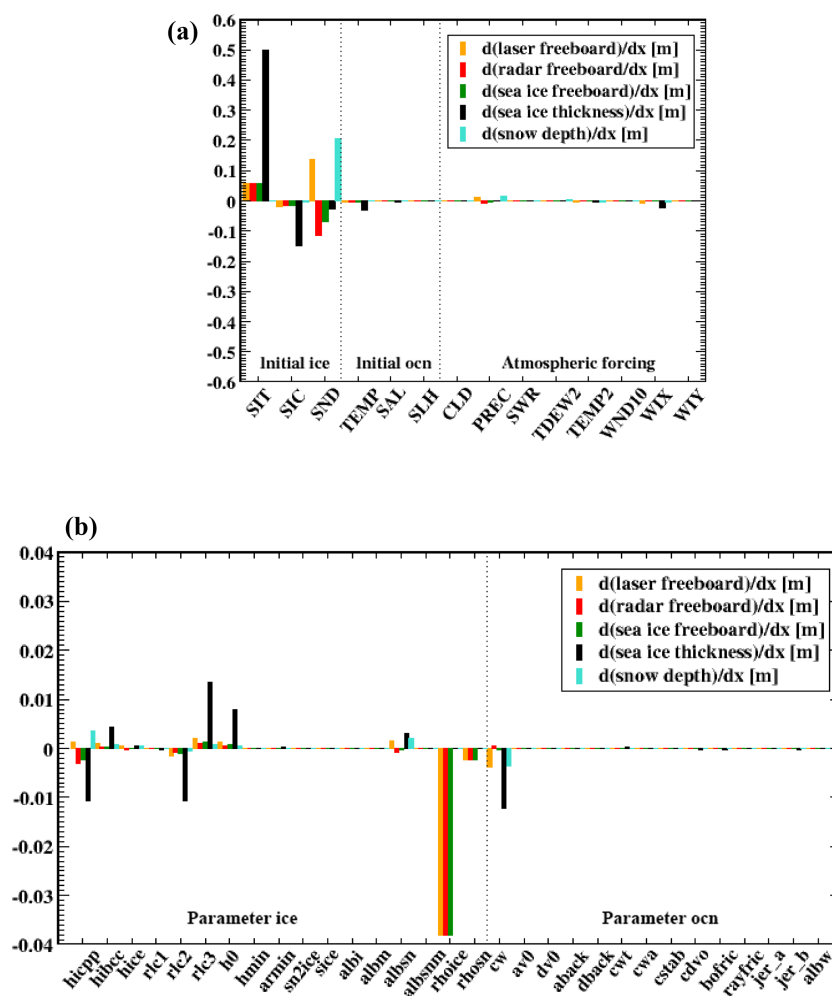 (a)
0.6
0.5
0.4
0.3
0.2
0.1
0
-0.1
-0.2
-0.3
-0.4
-0.5
-0.6
d(laser freeboard)/dx [m]
d(radar freeboard/dx [m]
d(sea ice freeboard)/dx [m]
d(sea ice thickness)/dx [m]
d(snow depth)/dx [m]
Initial ice Initial ocn Atmospheric forcing
SIT SIC SND TEMP SAL SLH CLD PREC SWR TDEW2 TEMP2 WND10 WIX WIY
(b)
0.04
0.03
0.02
0.01
0
-0.01
-0.02
-0.03
-0.04
d(laser freeboard)/dx [m]
d(radar freeboard)/dx [m]
d(sea ice freeboard)/dx [m]
d(sea ice thickness)/dx [m]
d(snow depth)/dx [m]
Parameter ice Parameter ocn
hicpp hibcc hice rlc1 rlc2 rlc3 h0 hmin armin sn2ice sice albi albm albsn albsnm rhoice rhosn cw av0 dv0 aback dback cwt cwa cstab cdvo bofric rayfric jer_a jer_b albw